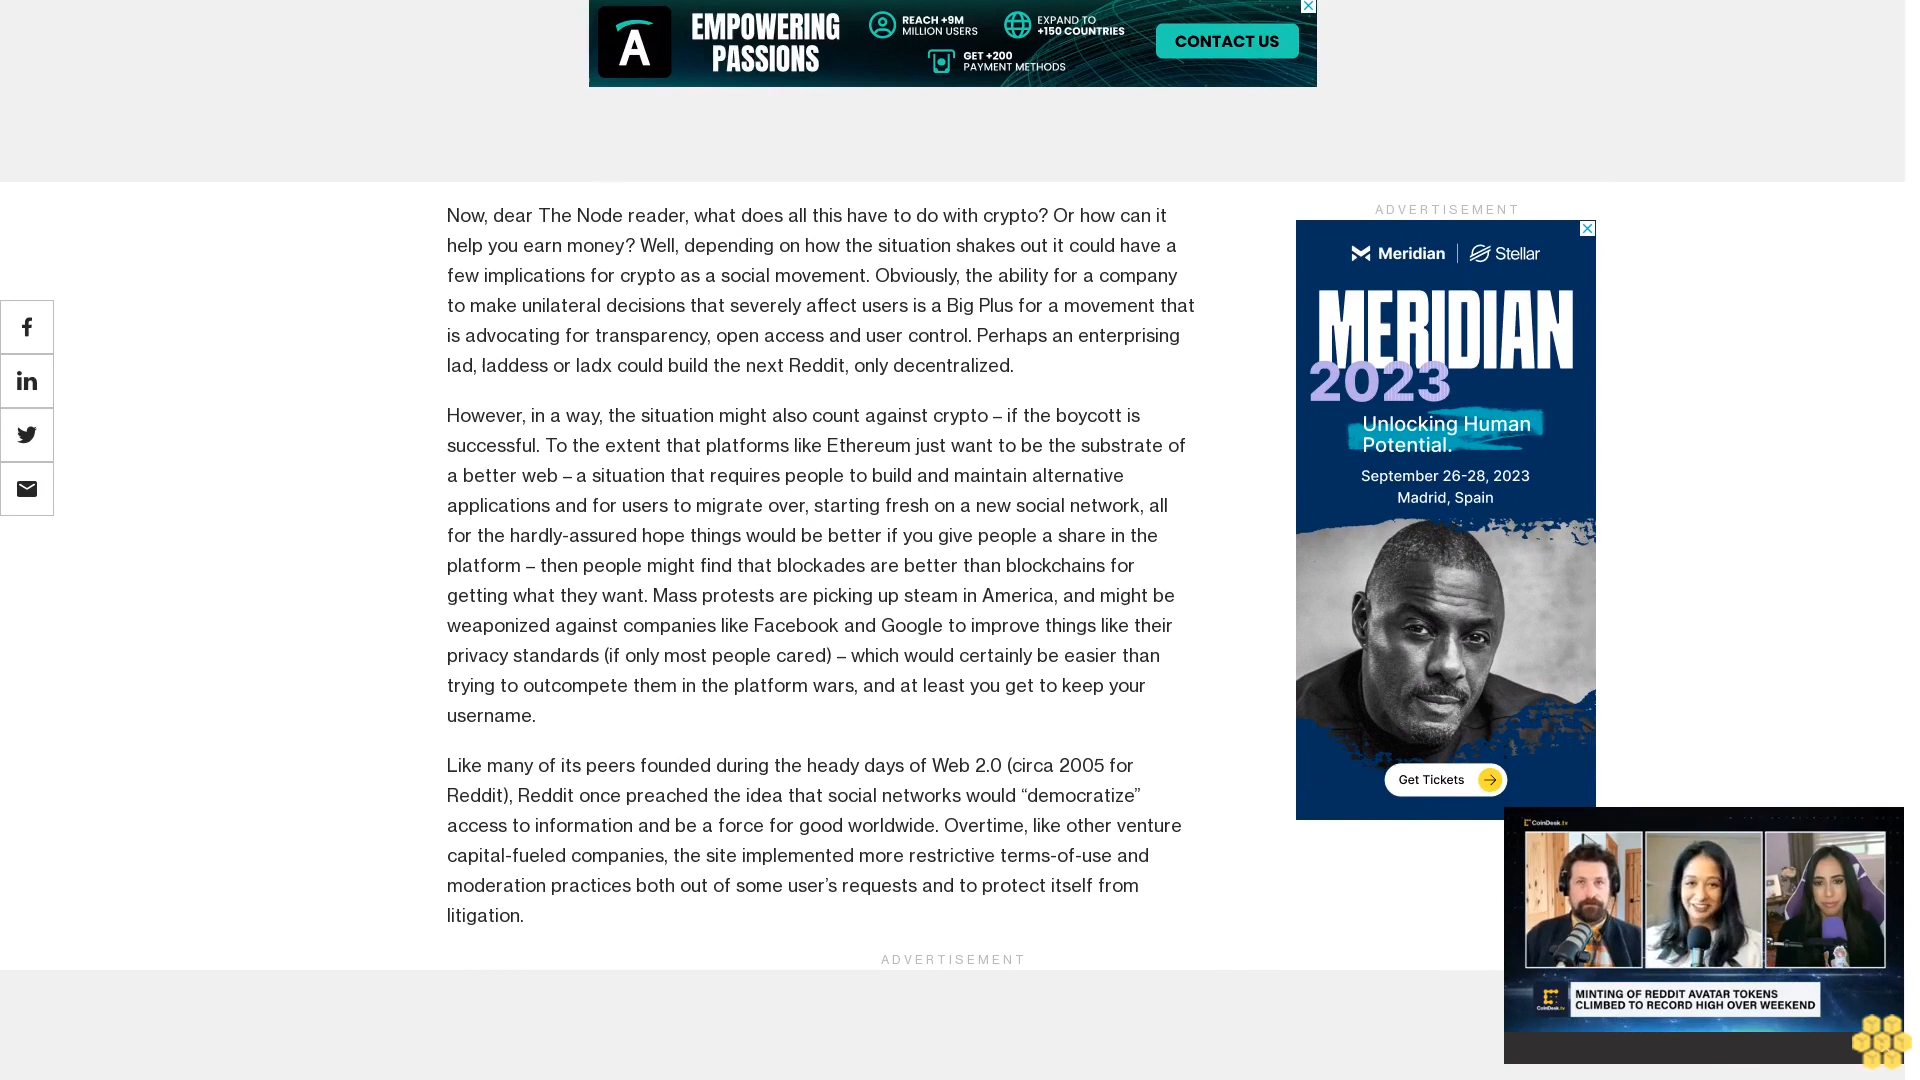 A
EMPOWERING
PASSIONS
REACH +9M
MILLION USERS
EXPAND TO
+150 COUNTRIES
GET +200
PAYMENT METHODS
CONTACT US
Now, dear The Node reader, what does all this have to do with crypto? Or how can it
help you earn money? Well, depending on how the situation shakes out it could have a
few implications for crypto as a social movement. Obviously, the ability for a company
to make unilateral decisions that severely affect users is a Big Plus for a movement that
is advocating for transparency, open access and user control. Perhaps an enterprising
lad, laddess or ladx could build the next Reddit, only decentralized.
However, in a way, the situation might also count against crypto – if the boycott is
successful. To the extent that platforms like Ethereum just want to be the substrate of
a better web – a situation that requires people to build and maintain alternative
applications and for users to migrate over, starting fresh on a new social network, all
for the hardly-assured hope things would be better if you give people a share in the
platform – then people might find that blockades are better than blockchains for
getting what they want. Mass protests are picking up steam in America, and might be
weaponized against companies like Facebook and Google to improve things like their
privacy standards (if only most people cared) – which would certainly be easier than
trying to outcompete them in the platform wars, and at least you get to keep your
username.
Like many of its peers founded during the heady days of Web 2.0 (circa 2005 for
Reddit), Reddit once preached the idea that social networks would “democratize”
access to information and be a force for good worldwide. Overtime, like other venture
capital-fueled companies, the site implemented more restrictive terms-of-use and
moderation practices both out of some user’s requests and to protect itself from
litigation.
ADVERTISEMENT
ADVERTISEMENT
Meridian | Stellar
MERIDIAN
2023
Unlocking Human
Potential.
September 26-28, 2023
Madrid, Spain
Get Tickets
CoinDesk.tv
CoinDesk.tv
MINTING OF REDDIT AVATAR TOKENS
CLIMBED TO RECORD HIGH OVER WEEKEND